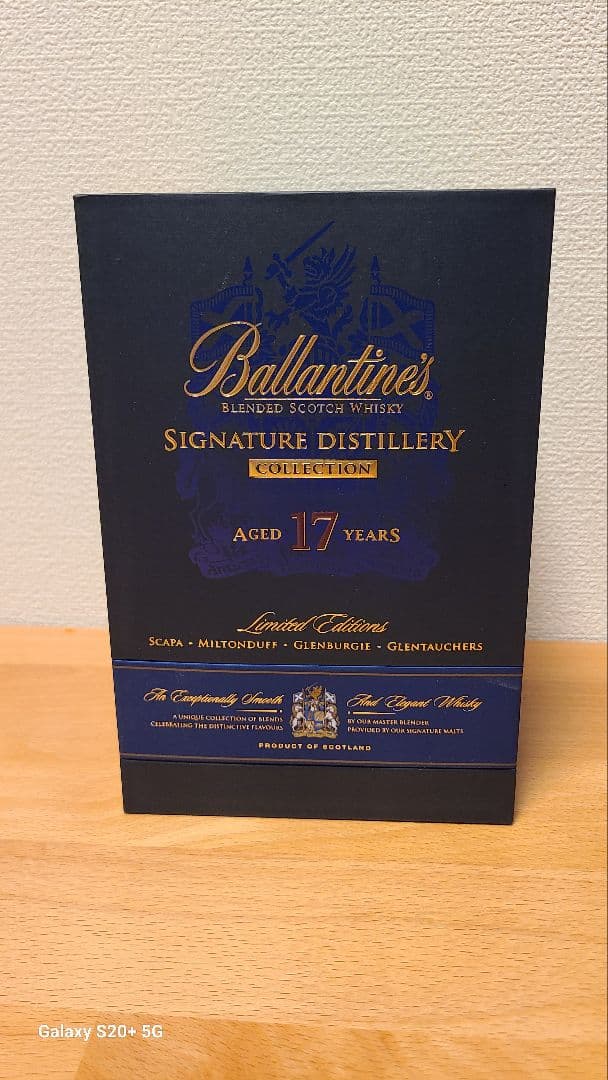 Ballantine's®
BLENDED SCOTCH WHISKY
SIGNATURE DISTILLERY
COLLECTION
AGED 17 YEARS
Limited Editions
SCAPA • MILTONDUFF • GLENBURGIE • GLENTAUCHERS
An Exceptionally Smooth And Elegant Whisky
A UNIQUE COLLECTION OF BLENDS BY OUR MASTER BLENDER
CELEBRATING THE DISTINCTIVE FLAVOURS PROVIDED BY OUR SIGNATURE MALTS
PRODUCT OF SCOTLAND
Galaxy S20+ 5G